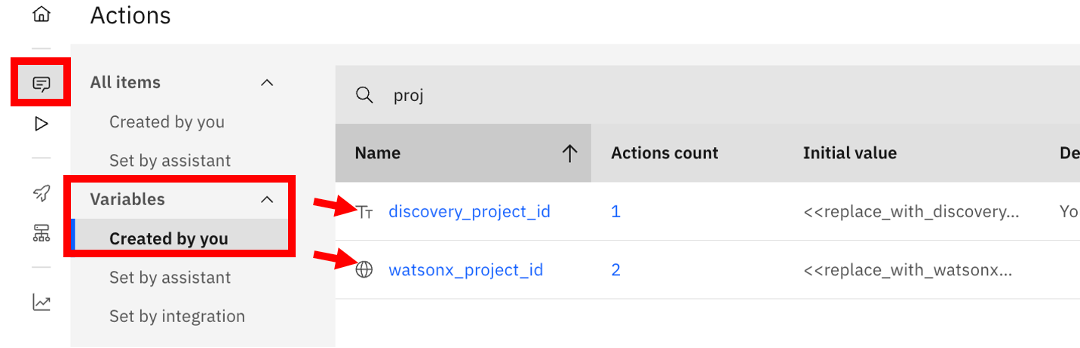 Actions
All items
Created by you
Set by assistant
Variables
Created by you
Set by assistant
Set by integration
proj
Name Actions count Initial value De
discovery_project_id 1 <<replace_with_discovery... Yo
watsonx_project_id 2 <<replace_with_watsonx...